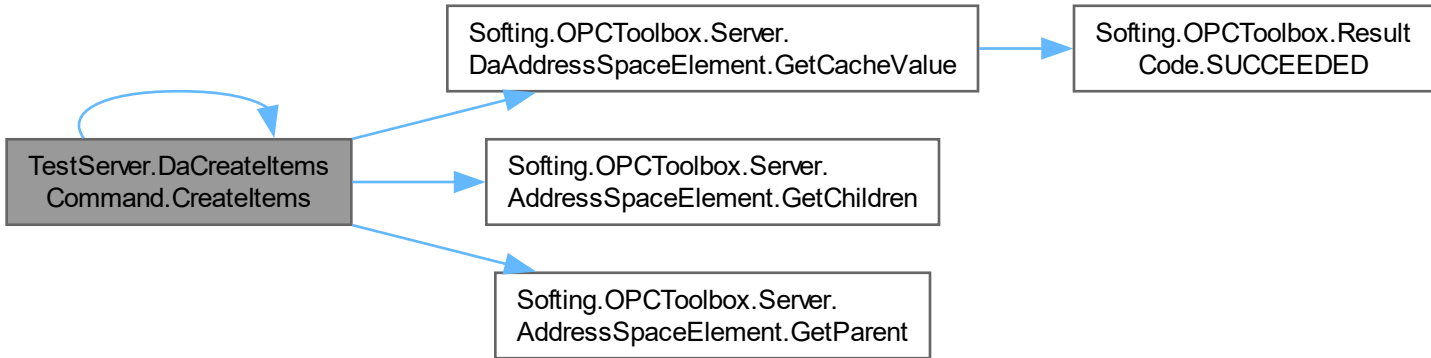 Softing.OPCToolbox.Server.
DaAddressSpaceElement.GetCacheValue
Softing.OPCToolbox.Result
Code.SUCCEEDED
TestServer.DaCreateItems
Command.CreateItems
Softing.OPCToolbox.Server.
AddressSpaceElement.GetChildren
Softing.OPCToolbox.Server.
AddressSpaceElement.GetParent